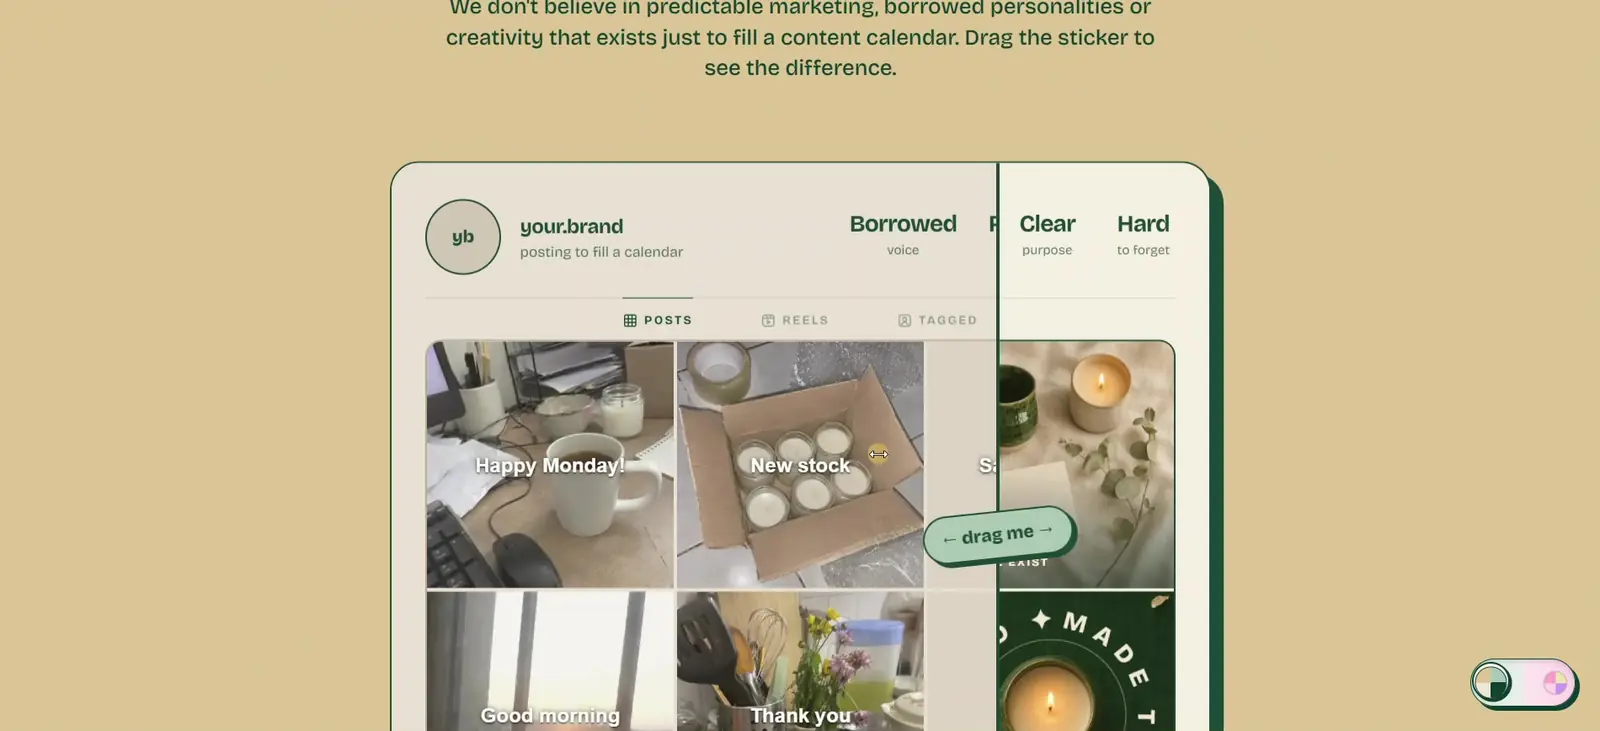 We don't believe in predictable marketing, borrowed personalities or
creativity that exists just to fill a content calendar. Drag the sticker to
see the difference.
yb
your.brand
posting to fill a calendar
Borrowed
voice
Clear
purpose
Hard
to forget
POSTS
REELS
TAGGED
Happy Monday!
New stock
← drag me →
EXIST
MADE
Good morning
Thank you